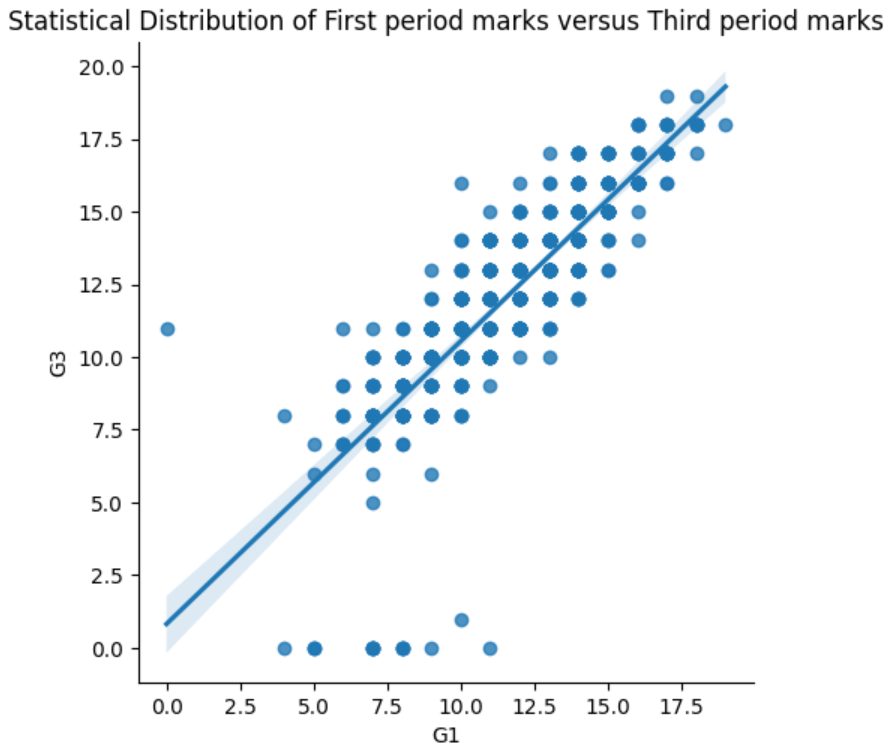 Statistical Distribution of First period marks versus Third period marks
20.0
17.5
15.0
12.5
10.0
7.5
5.0
2.5
0.0
G3
0.0 2.5 5.0 7.5 10.0 12.5 15.0 17.5
G1